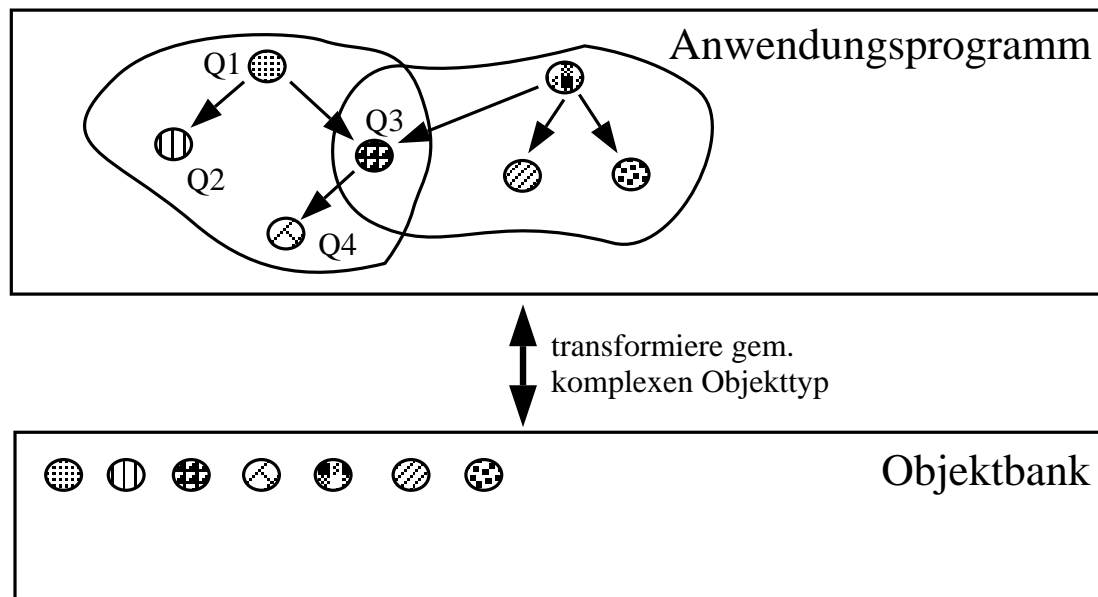 Anwendungsprogramm
Q1
Q3
Q2
Q4
transformiere gem.
komplexen Objekttyp
Objektbank